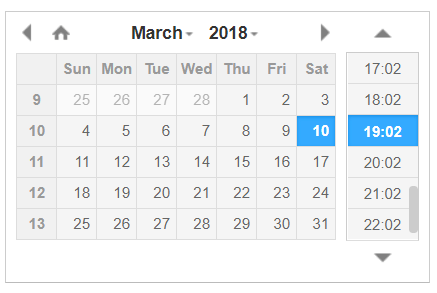 March 2018
Sun Mon Tue Wed Thu Fri Sat
9 25 26 27 28 1 2 3
10 4 5 6 7 8 9 10
11 11 12 13 14 15 16 17
12 18 19 20 21 22 23 24
13 25 26 27 28 29 30 31
17:02
18:02
19:02
20:02
21:02
22:02